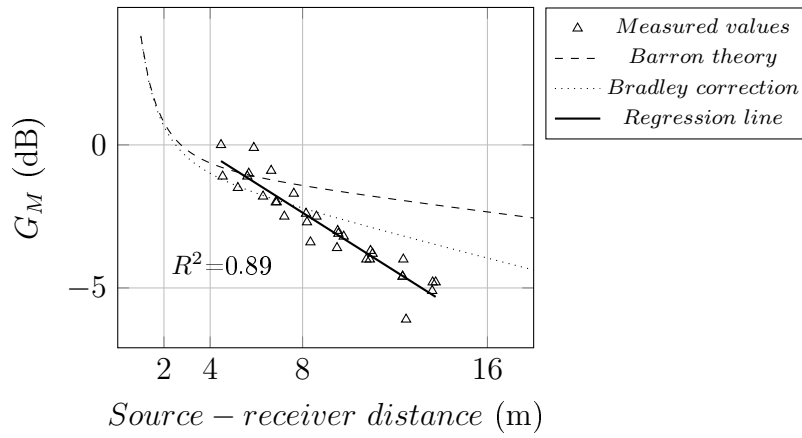 Measured values
Barron theory
Bradley correction
Regression line
0
−5
G_M (dB)
R²=0.89
2 4 8 16
Source − receiver distance (m)